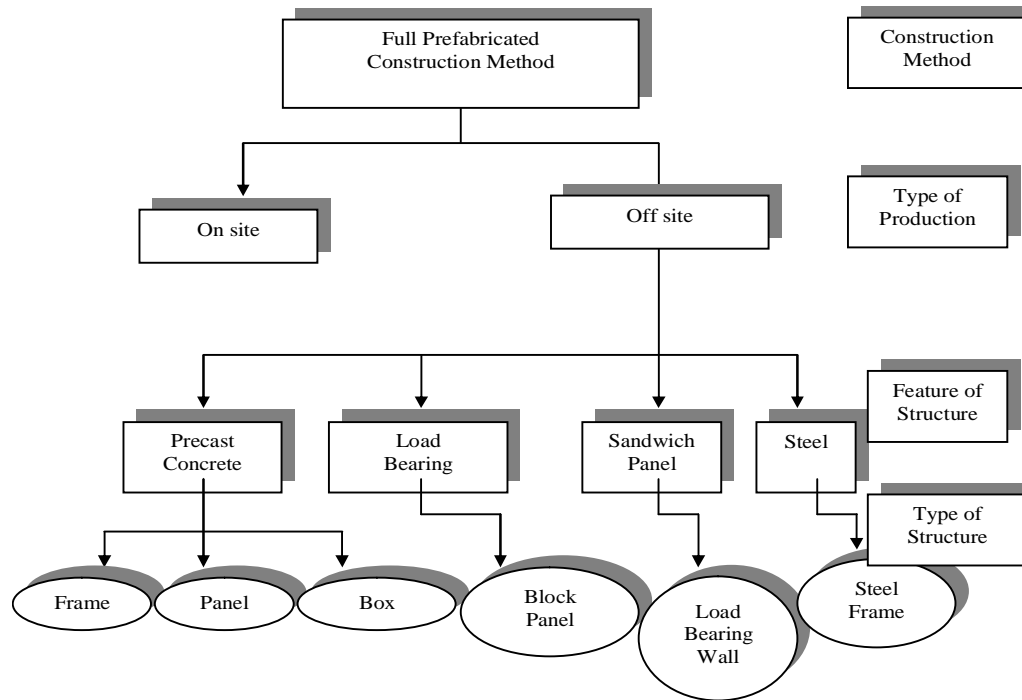 Full Prefabricated
Construction Method
Construction
Method
On site
Off site
Type of
Production
Precast
Concrete
Load
Bearing
Sandwich
Panel
Steel
Feature of
Structure
Type of
Structure
Frame
Panel
Box
Block
Panel
Load
Bearing
Wall
Steel
Frame